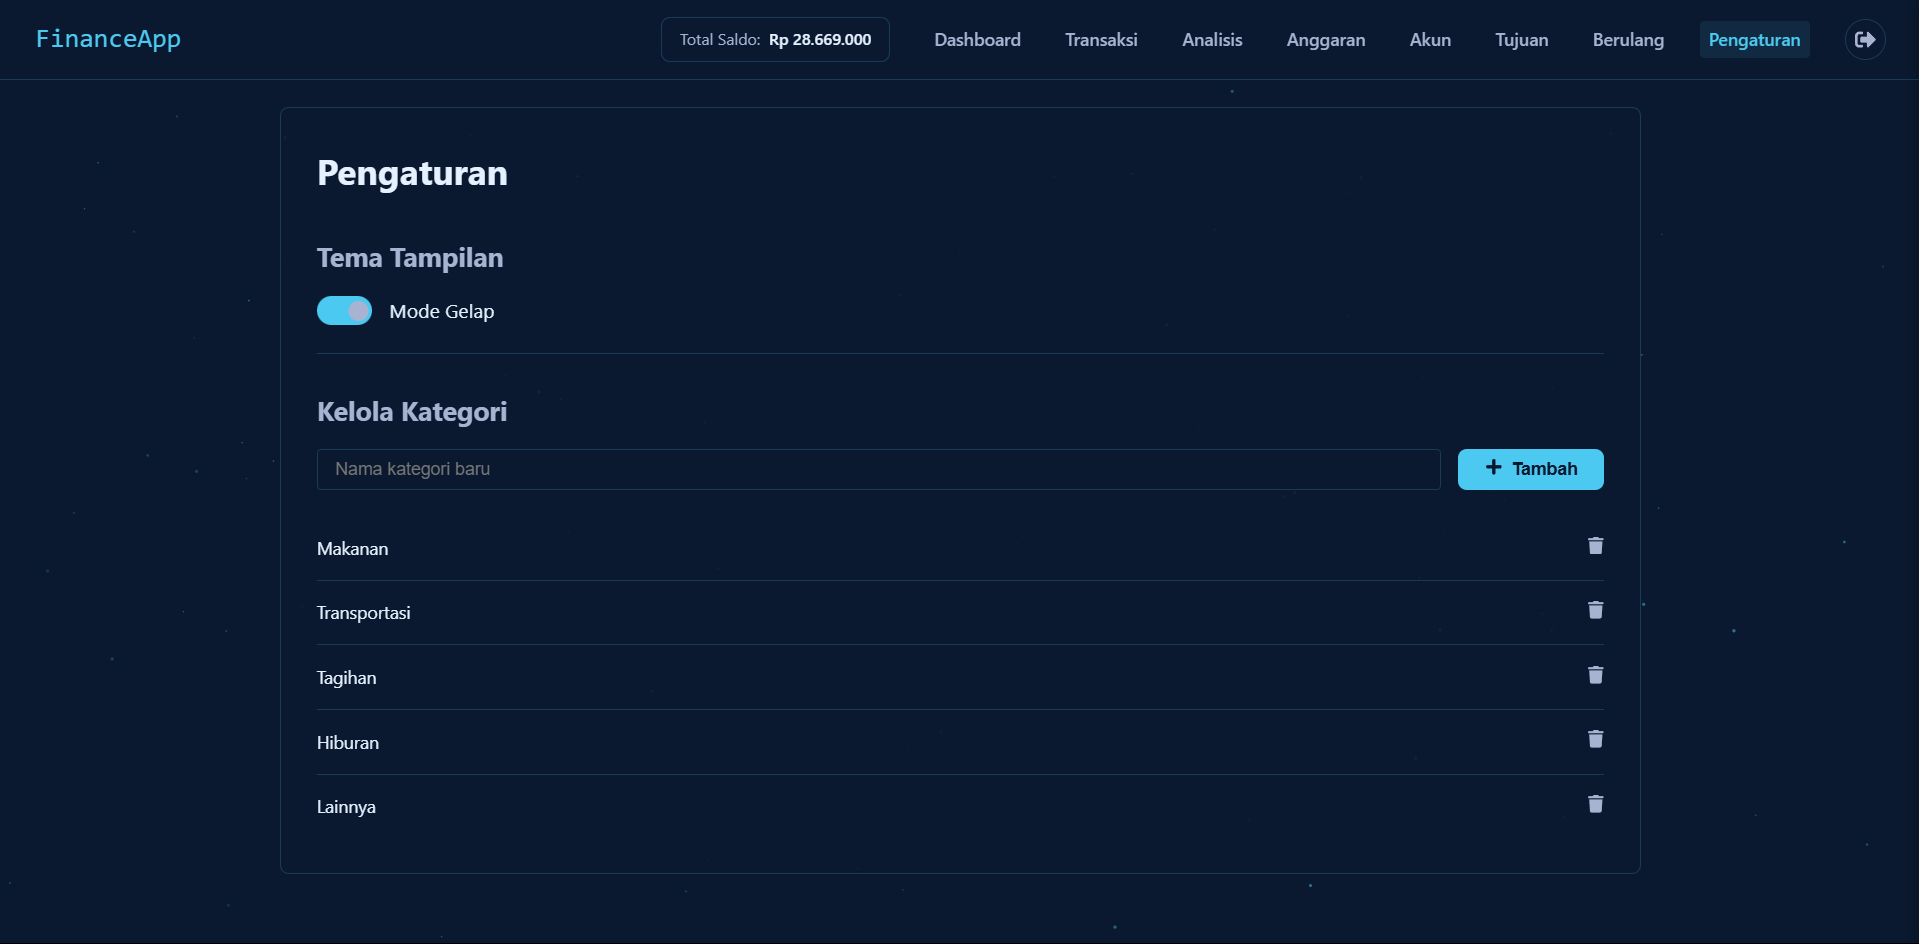 FinanceApp
Total Saldo: Rp 28.669.000
Dashboard
Transaksi
Analisis
Anggaran
Akun
Tujuan
Berulang
Pengaturan
Pengaturan
Tema Tampilan
Mode Gelap
Kelola Kategori
Nama kategori baru
+ Tambah
Makanan
Transportasi
Tagihan
Hiburan
Lainnya